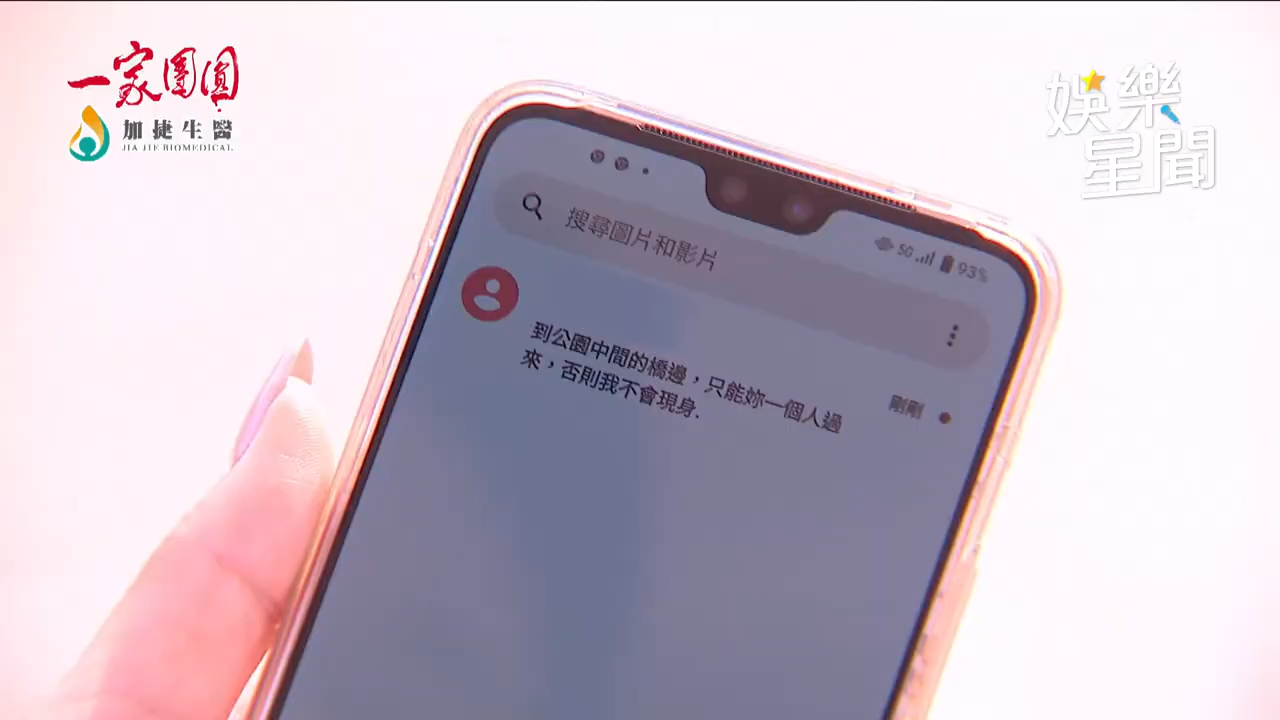 一家團圓
加捷生醫
JIA JIE BIOMEDICAL
娛樂
星聞
5G
93%
搜尋圖片和影片
到公園中間的橋邊，只能妳一個人過
來，否則我不會現身.
剛剛